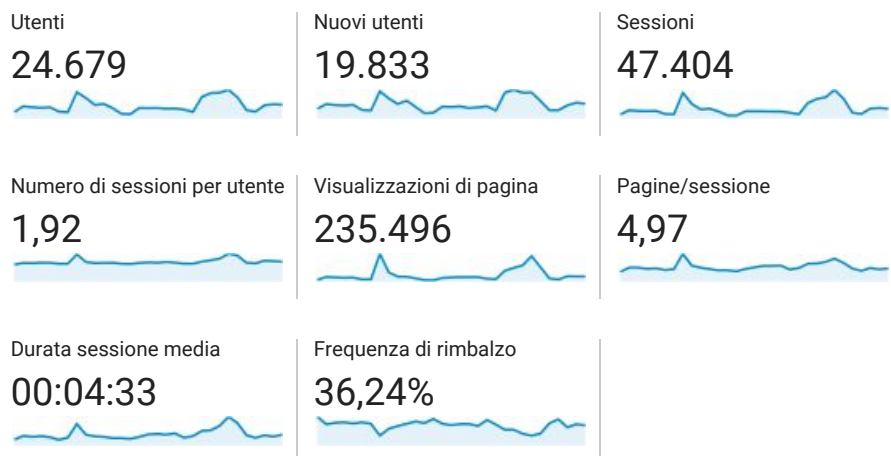 Utenti
24.679
Nuovi utenti
19.833
Sessioni
47.404
Numero di sessioni per utente
1,92
Visualizzazioni di pagina
235.496
Pagine/sessione
4,97
Durata sessione media
00:04:33
Frequenza di rimbalzo
36,24%